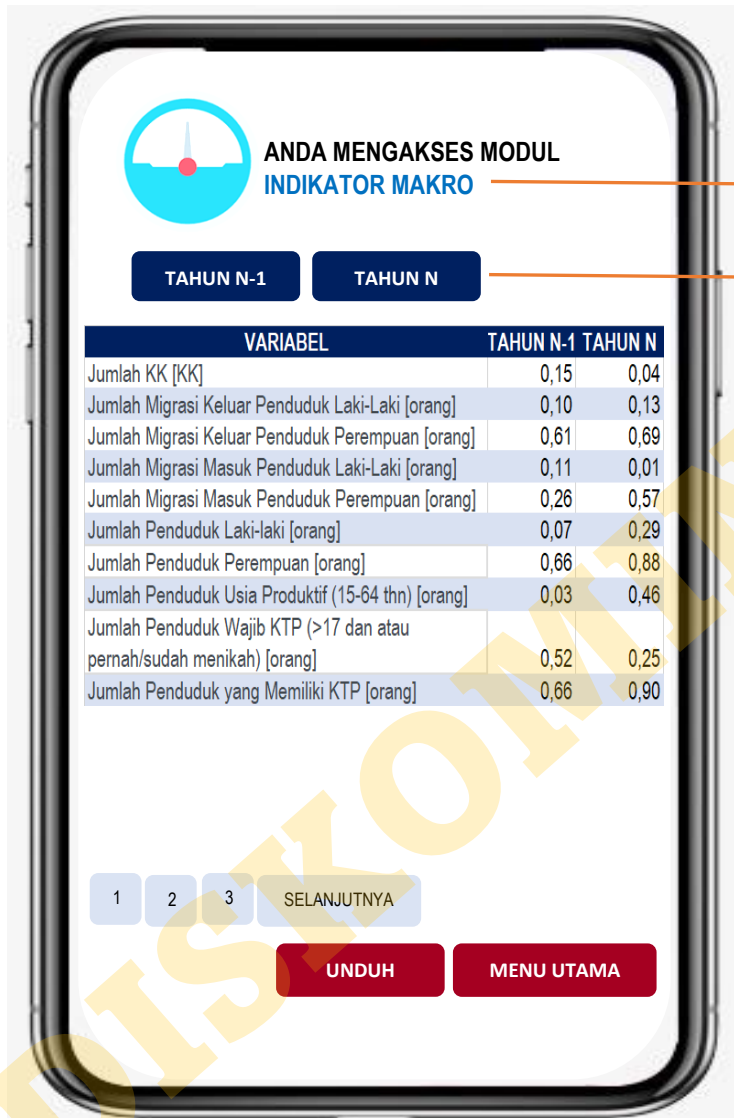 ANDA MENGAKSES MODUL
INDIKATOR MAKRO
TAHUN N-1 TAHUN N
VARIABEL TAHUN N-1 TAHUN N
Jumlah KK [KK] 0,15 0,04
Jumlah Migrasi Keluar Penduduk Laki-Laki [orang] 0,10 0,13
Jumlah Migrasi Keluar Penduduk Perempuan [orang] 0,61 0,69
Jumlah Migrasi Masuk Penduduk Laki-Laki [orang] 0,11 0,01
Jumlah Migrasi Masuk Penduduk Perempuan [orang] 0,26 0,57
Jumlah Penduduk Laki-laki [orang] 0,07 0,29
Jumlah Penduduk Perempuan [orang] 0,66 0,88
Jumlah Penduduk Usia Produktif (15-64 thn) [orang] 0,03 0,46
Jumlah Penduduk Wajib KTP (>17 dan atau
pernah/sudah menikah) [orang] 0,52 0,25
Jumlah Penduduk yang Memiliki KTP [orang] 0,66 0,90
1 2 3 SELANJUTNYA
UNDUH MENU UTAMA
DISKOMIN